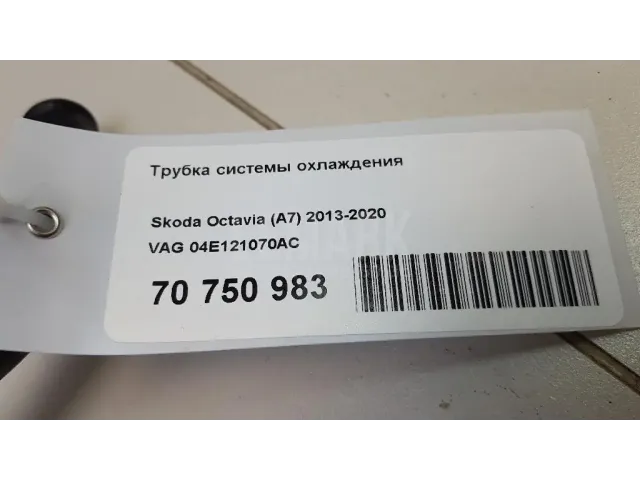 Трубка системы охлаждения
Skoda Octavia (A7) 2013-2020
VAG 04E121070AC
70 750 983